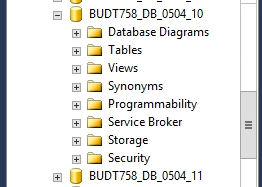 BUDT758_DB_0504_10
Database Diagrams
Tables
Views
Synonyms
Programmability
Service Broker
Storage
Security
BUDT758_DB_0504_11